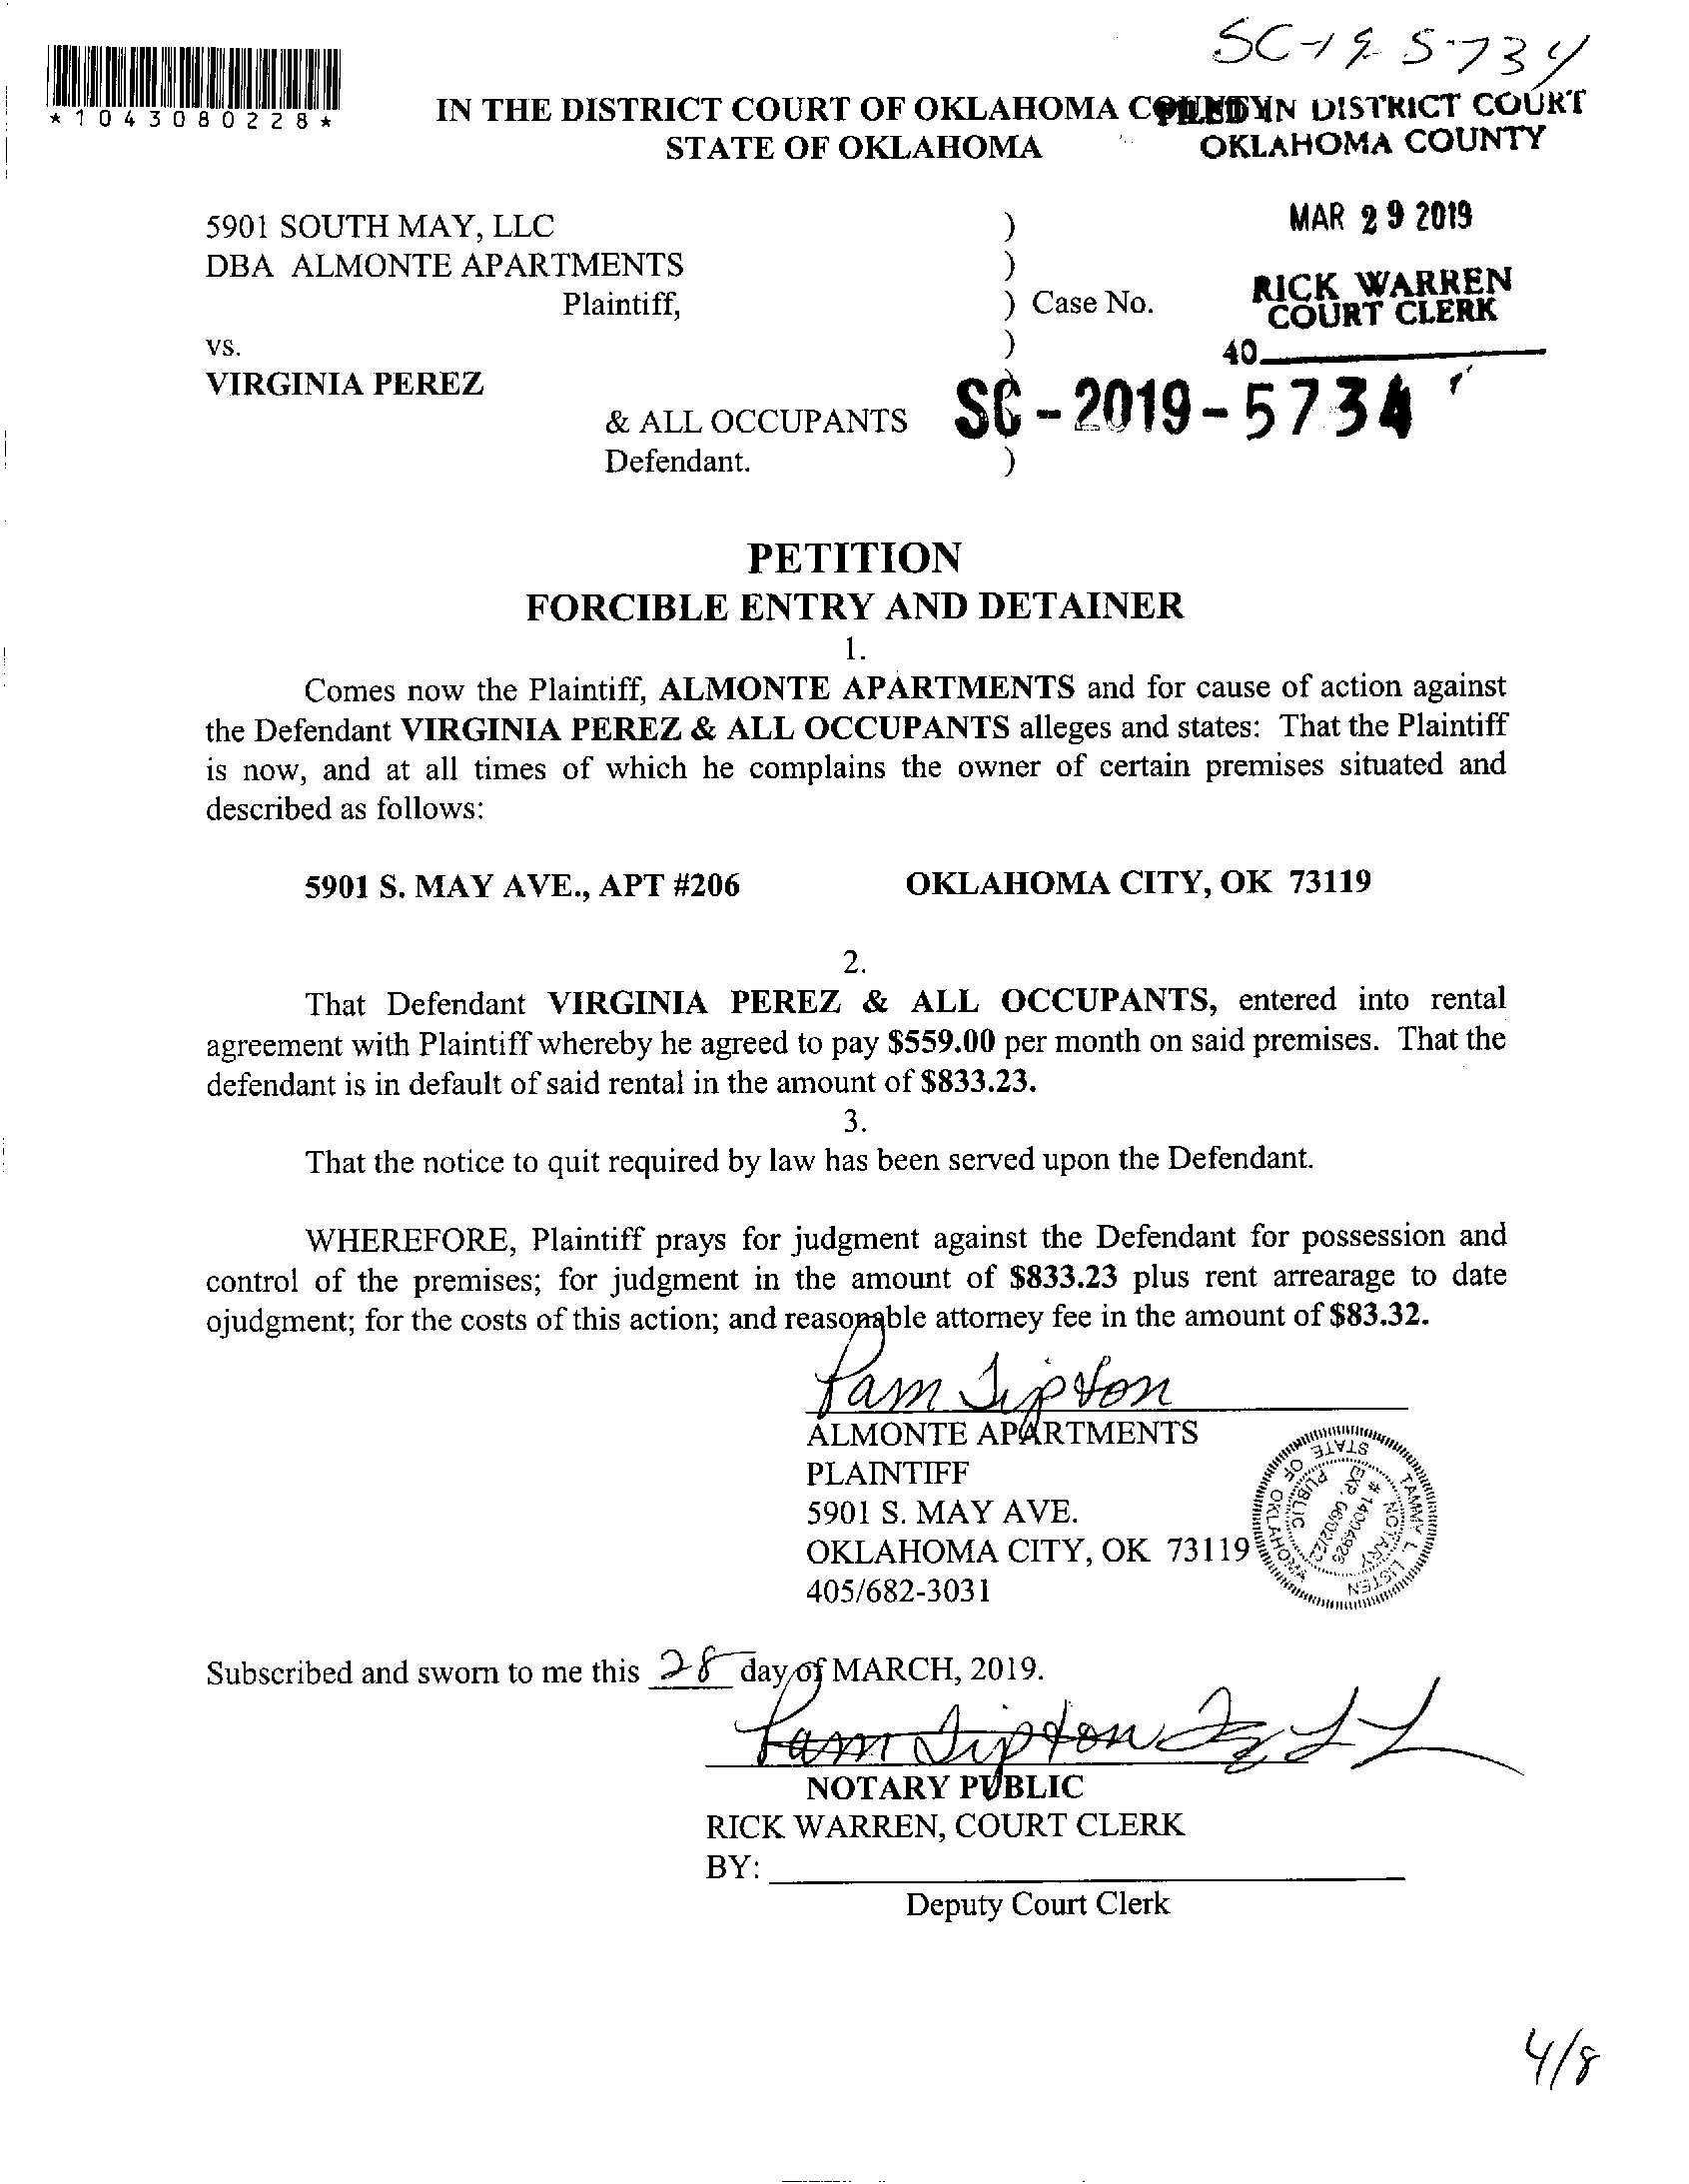 SC-19 5734
*1043080228*
IN THE DISTRICT COURT OF OKLAHOMA COUNTY
STATE OF OKLAHOMA
FILED IN DISTRICT COURT
OKLAHOMA COUNTY
MAR 29 2019
RICK WARREN
COURT CLERK
40
5901 SOUTH MAY, LLC )
DBA ALMONTE APARTMENTS )
Plaintiff, ) Case No.
vs. )
VIRGINIA PEREZ
SC-2019-5734
& ALL OCCUPANTS
Defendant. )
PETITION
FORCIBLE ENTRY AND DETAINER
1.
Comes now the Plaintiff, ALMONTE APARTMENTS and for cause of action against
the Defendant VIRGINIA PEREZ & ALL OCCUPANTS alleges and states: That the Plaintiff
is now, and at all times of which he complains the owner of certain premises situated and
described as follows:
5901 S. MAY AVE., APT #206 OKLAHOMA CITY, OK 73119
2.
That Defendant VIRGINIA PEREZ & ALL OCCUPANTS, entered into rental
agreement with Plaintiff whereby he agreed to pay $559.00 per month on said premises. That the
defendant is in default of said rental in the amount of $833.23.
3.
That the notice to quit required by law has been served upon the Defendant.
WHEREFORE, Plaintiff prays for judgment against the Defendant for possession and
control of the premises; for judgment in the amount of $833.23 plus rent arrearage to date
ojudgment; for the costs of this action; and reasonable attorney fee in the amount of $83.32.
Pam Tipton
ALMONTE APARTMENTS
PLAINTIFF
5901 S. MAY AVE.
OKLAHOMA CITY, OK 73119
405/682-3031
TAMMY L. LISTEN
STATE OF OKLAHOMA
NOTARY PUBLIC
# 14004926
EXP. 06/02/22
Subscribed and sworn to me this 28 day of MARCH, 2019.
Pam Tipton
NOTARY PUBLIC
RICK WARREN, COURT CLERK
BY:
Deputy Court Clerk
4/8